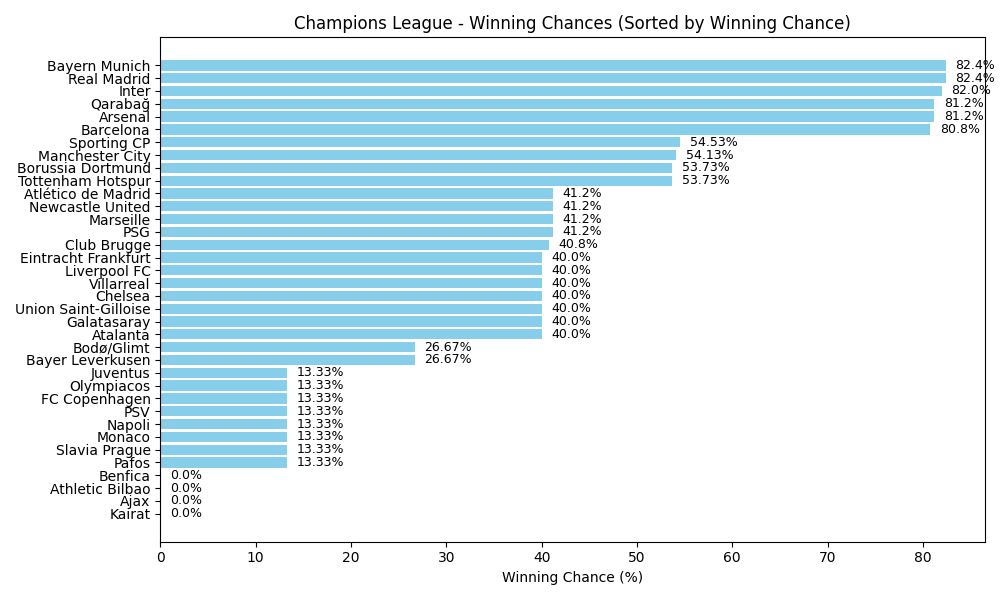 Champions League - Winning Chances (Sorted by Winning Chance)
Bayern Munich 82.4%
Real Madrid 82.4%
Inter 82.0%
Qarabağ 81.2%
Arsenal 81.2%
Barcelona 80.8%
Sporting CP 54.53%
Manchester City 54.13%
Borussia Dortmund 53.73%
Tottenham Hotspur 53.73%
Atlético de Madrid 41.2%
Newcastle United 41.2%
Marseille 41.2%
PSG 41.2%
Club Brugge 40.8%
Eintracht Frankfurt 40.0%
Liverpool FC 40.0%
Villarreal 40.0%
Chelsea 40.0%
Union Saint-Gilloise 40.0%
Galatasaray 40.0%
Atalanta 40.0%
Bodø/Glimt 26.67%
Bayer Leverkusen 26.67%
Juventus 13.33%
Olympiacos 13.33%
FC Copenhagen 13.33%
PSV 13.33%
Napoli 13.33%
Monaco 13.33%
Slavia Prague 13.33%
Pafos 13.33%
Benfica 0.0%
Athletic Bilbao 0.0%
Ajax 0.0%
Kairat 0.0%
0 10 20 30 40 50 60 70 80
Winning Chance (%)